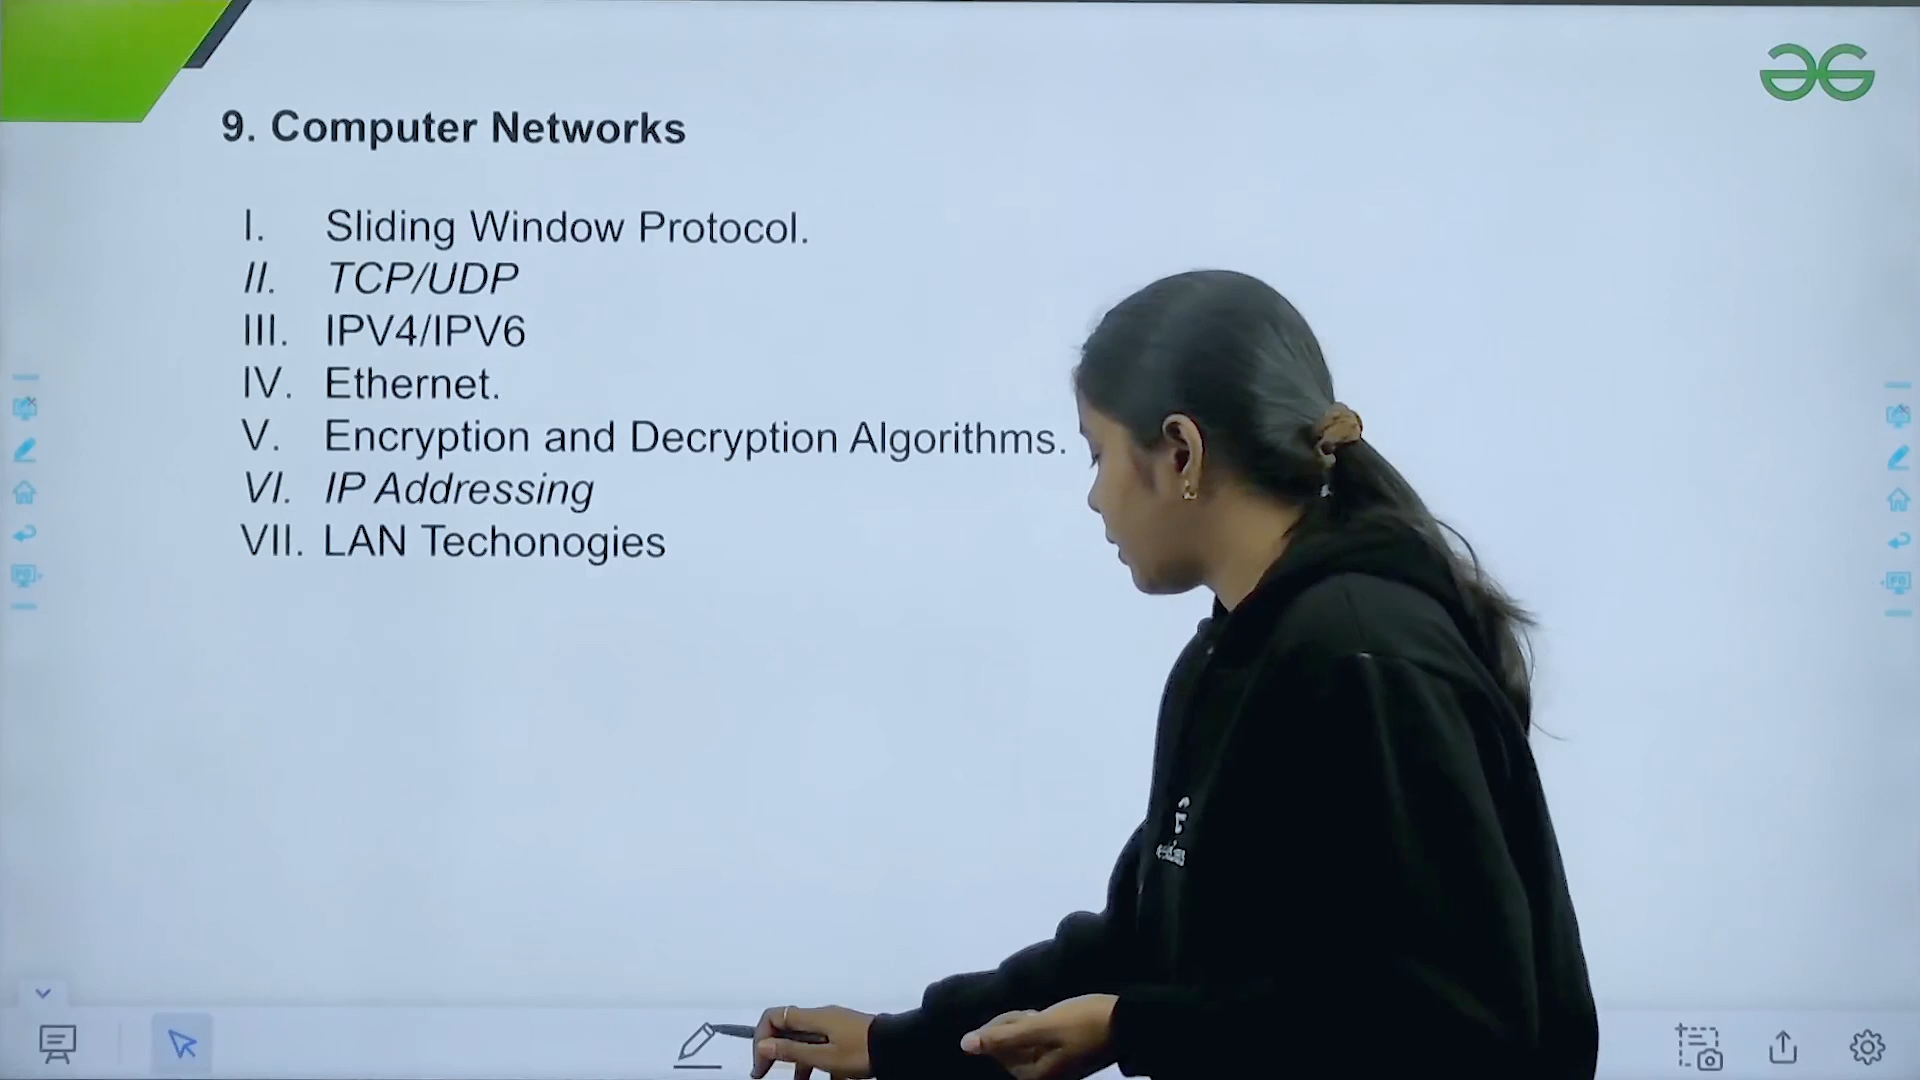 9. Computer Networks
I. Sliding Window Protocol.
II. TCP/UDP
III. IPV4/IPV6
IV. Ethernet.
V. Encryption and Decryption Algorithms.
VI. IP Addressing
VII. LAN Techonogies